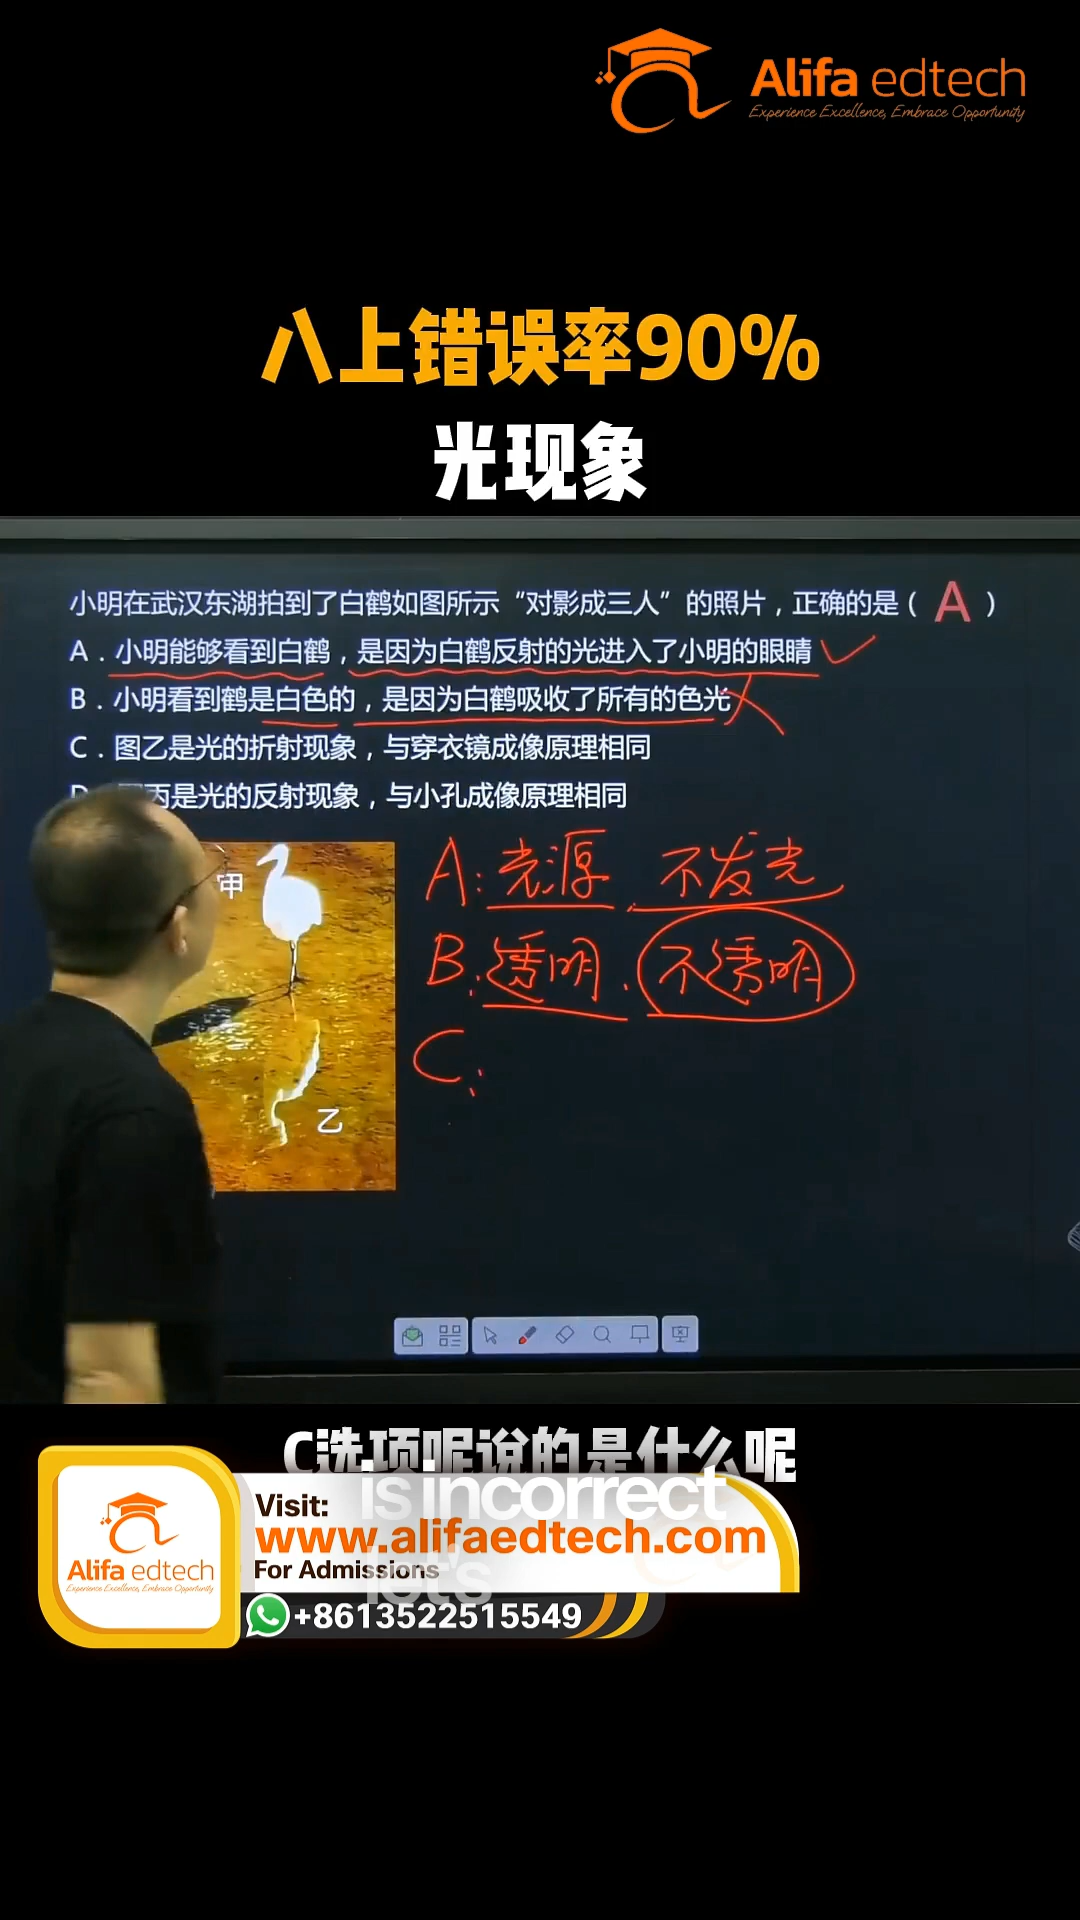 Alifa edtech
Experience Excellence, Embrace Opportunity
八上错误率90%
光现象
小明在武汉东湖拍到了白鹤如图所示“对影成三人”的照片，正确的是（ A ）
A．小明能够看到白鹤，是因为白鹤反射的光进入了小明的眼睛
B．小明看到鹤是白色的，是因为白鹤吸收了所有的色光
C．图乙是光的折射现象，与穿衣镜成像原理相同
丙是光的反射现象，与小孔成像原理相同
甲
A: 光源 . 不发光
B: 透明 . 不透明
C:
乙
C选项呢说的是什么呢
is incorrect
let's
Visit:
www.alifaedtech.com
For Admissions
+8613522515549
Alifa edtech
Experience Excellence, Embrace Opportunity